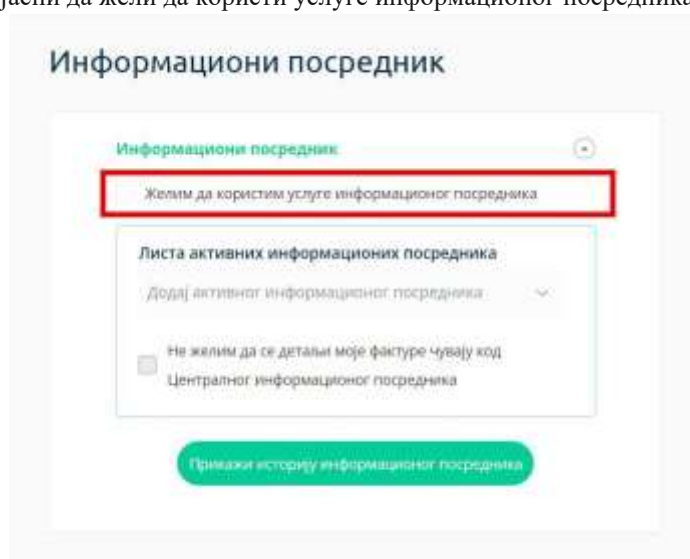 јасни да жели да користи услуге информационог посредника
Информациони посредник
Информациони посредник
Желим да користим услуге информационог посредника
Листа активних информационих посредника
Додај активног информационог посредника
Не желим да се детаљи моје фактуре чувају код
Централног информационог посредника
Прикажи историју информационог посредника